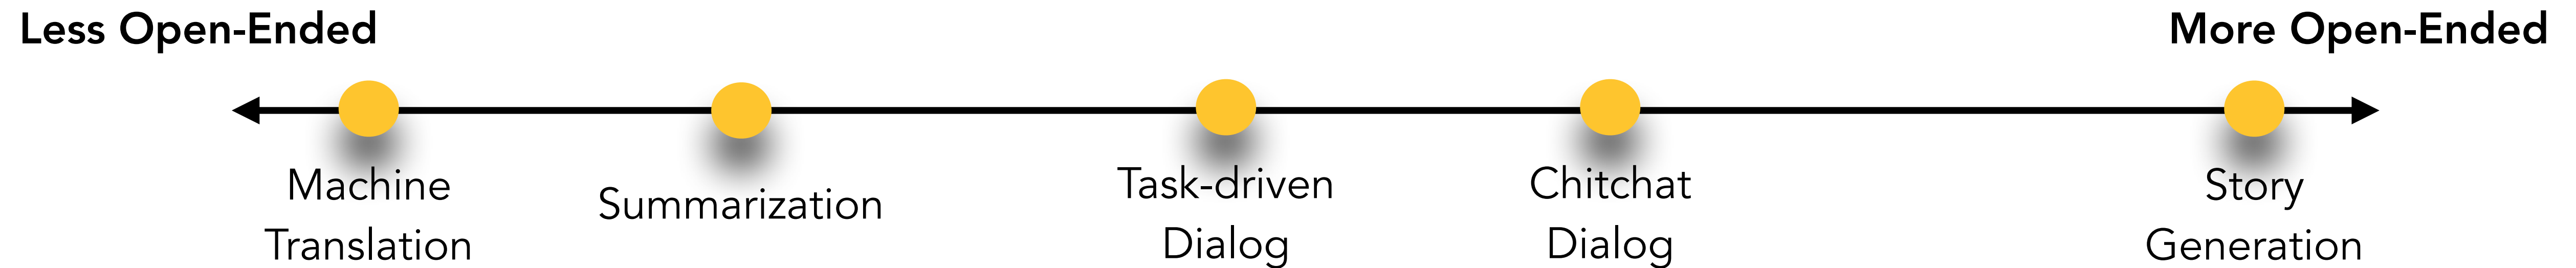 Less Open-Ended
More Open-Ended
Machine
Translation
Summarization
Task-driven
Dialog
Chitchat
Dialog
Story
Generation